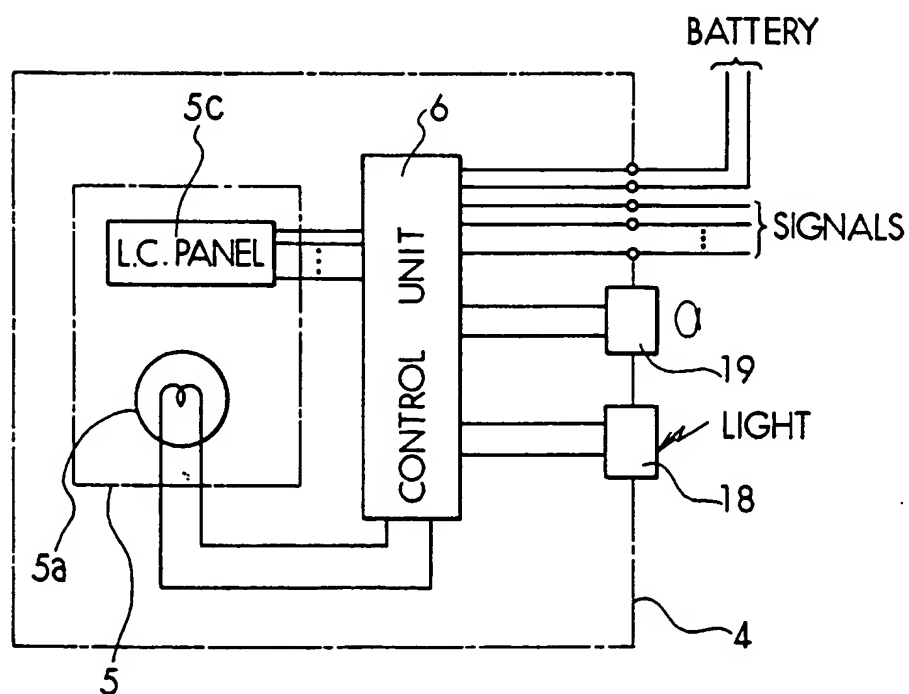 BATTERY
5c
6
L.C. PANEL
CONTROL UNIT
SIGNALS
19
LIGHT
18
5a
5
4